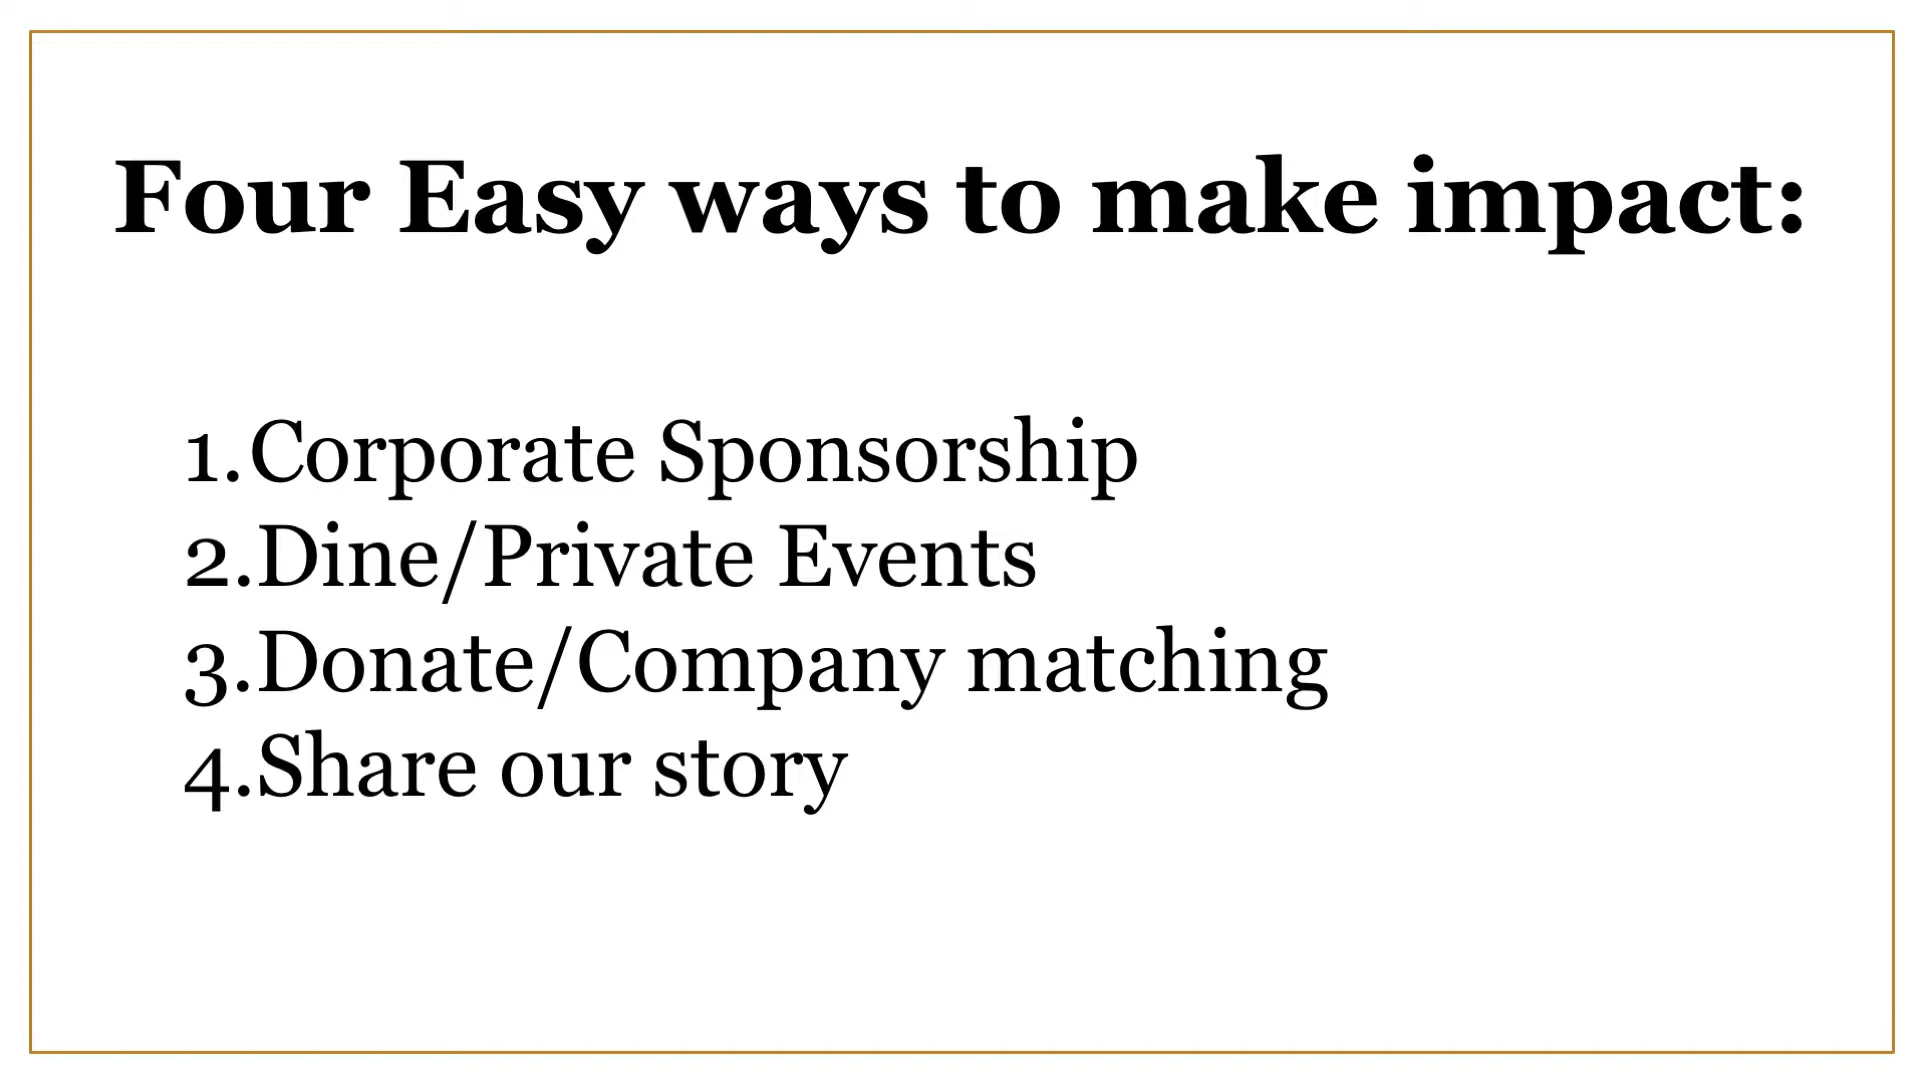 Four Easy ways to make impact:
1.Corporate Sponsorship
2.Dine/Private Events
3.Donate/Company matching
4.Share our story